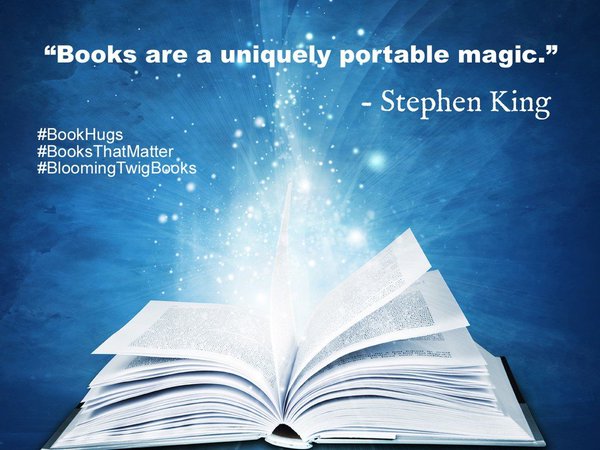 “Books are a uniquely portable magic.”
- Stephen King
#BookHugs
#BooksThatMatter
#BloomingTwigBooks